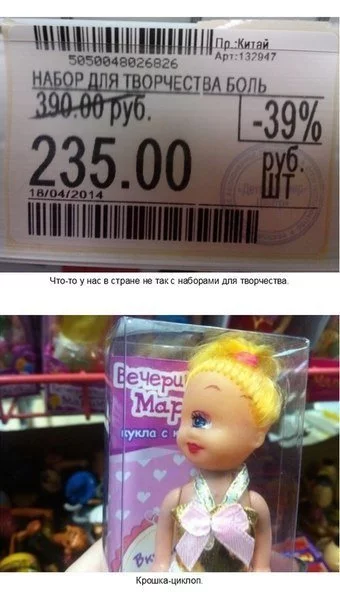 Пр.:Китай
Арт:132947
5050048026826
НАБОР ДЛЯ ТВОРЧЕСТВА БОЛЬ
390.00 руб.
-39%
235.00
руб.
ШТ
18/04/2014
Что-то у нас в стране не так с наборами для творчества.
Вечери
Мар
кукла с
Крошка-циклоп.